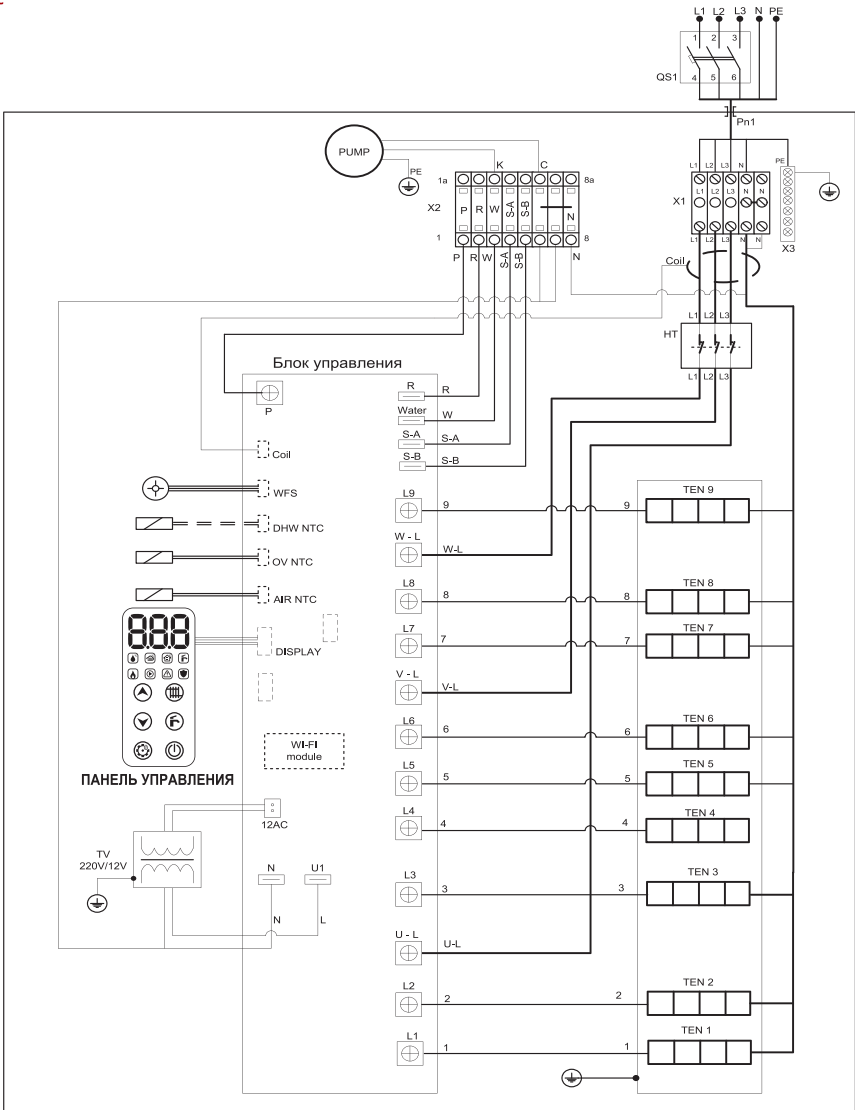 L1 L2 L3 N PE
1 2 3
QS1
4 5 6
Pn1
PUMP
PE
K C
1a 8a
X2
P R W S-A S-B N
1 8
P R W S-A S-B N
L1 L2 L3 N
PE
X1
L1 L2 L3 N N
L1 L2 L3 N N
X3
Coil
L1 L2 L3
HT
L1 L2 L3
Блок управления
P
R R
Water W
S-A S-A
S-B S-B
Coil
WFS
DHW NTC
OV NTC
AIR NTC
DISPLAY
8.8.8
WI-FI
module
ПАНЕЛЬ УПРАВЛЕНИЯ
12AC
TV
220V/12V
N U1
N L
L9 9 9 TEN 9
W - L W-L
L8 8 8 TEN 8
L7 7 7 TEN 7
V - L V-L
L6 6 6 TEN 6
L5 5 5 TEN 5
L4 4 4 TEN 4
L3 3 3 TEN 3
U - L U-L
L2 2 2 TEN 2
L1 1 1 TEN 1